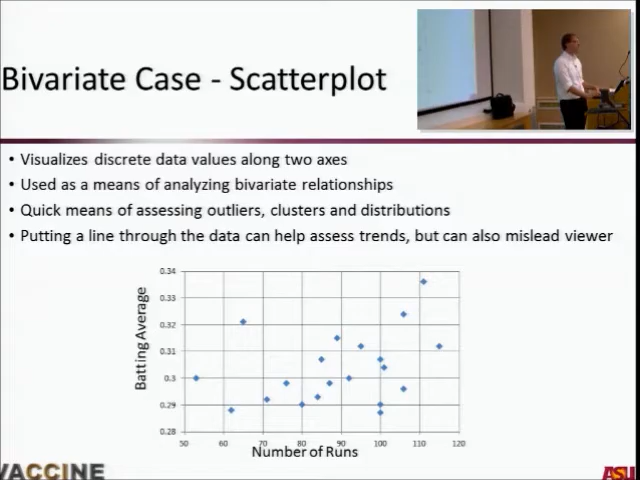 Bivariate Case - Scatterplot
• Visualizes discrete data values along two axes
• Used as a means of analyzing bivariate relationships
• Quick means of assessing outliers, clusters and distributions
• Putting a line through the data can help assess trends, but can also mislead viewer
Batting Average
0.34
0.33
0.32
0.31
0.3
0.29
0.28
50 60 70 80 90 100 110 120
Number of Runs
VACCINE
ASU